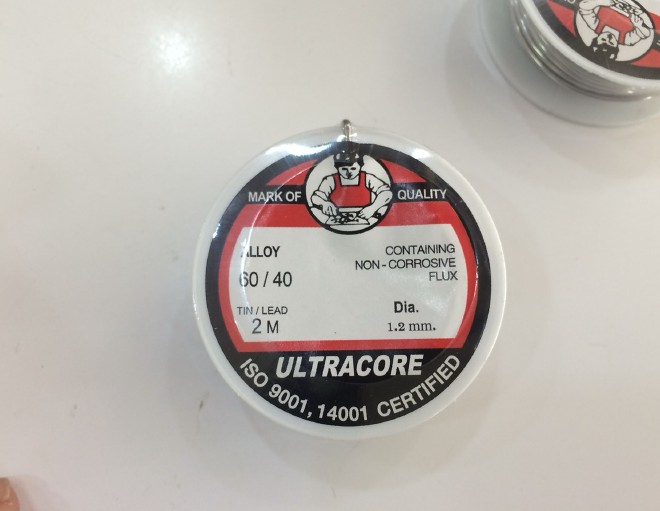 MARK OF QUALITY
ALLOY
60 / 40
TIN / LEAD
2 M
CONTAINING
NON - CORROSIVE
FLUX
Dia.
1.2 mm.
ULTRACORE
ISO 9001, 14001 CERTIFIED